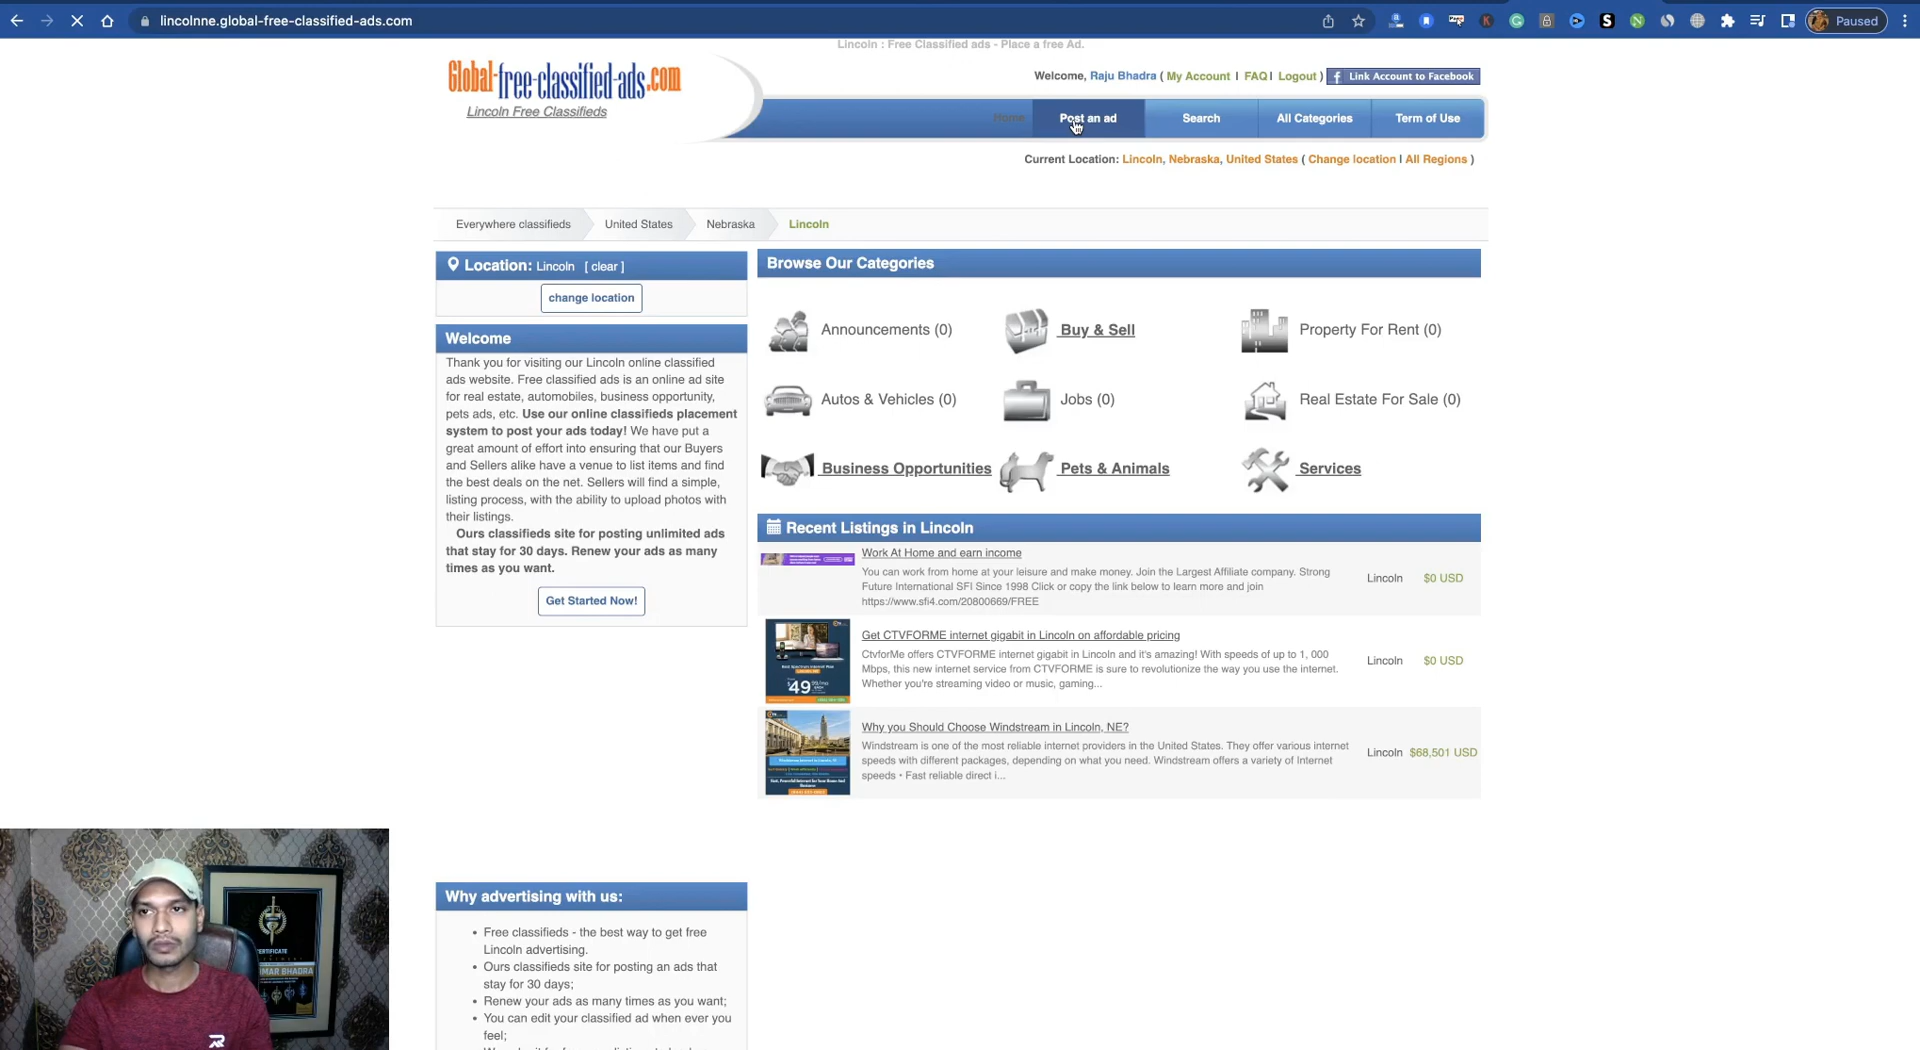 lincolnne.global-free-classified-ads.com
Paused
Lincoln : Free Classified ads - Place a free Ad.
Global-free-classified-ads.com
Lincoln Free Classifieds
Welcome, Raju Bhadra ( My Account | FAQ | Logout ) Link Account to Facebook
Home Post an ad Search All Categories Term of Use
Current Location: Lincoln, Nebraska, United States ( Change location | All Regions )
Everywhere classifieds United States Nebraska Lincoln
Location: Lincoln [ clear ]
change location
Welcome
Thank you for visiting our Lincoln online classified
ads website. Free classified ads is an online ad site
for real estate, automobiles, business opportunity,
pets ads, etc. Use our online classifieds placement
system to post your ads today! We have put a
great amount of effort into ensuring that our Buyers
and Sellers alike have a venue to list items and find
the best deals on the net. Sellers will find a simple,
listing process, with the ability to upload photos with
their listings.
Ours classifieds site for posting unlimited ads
that stay for 30 days. Renew your ads as many
times as you want.
Get Started Now!
Browse Our Categories
Announcements (0) Buy & Sell Property For Rent (0)
Autos & Vehicles (0) Jobs (0) Real Estate For Sale (0)
Business Opportunities Pets & Animals Services
Recent Listings in Lincoln
Work At Home and earn income
You can work from home at your leisure and make money. Join the Largest Affiliate company. Strong
Future International SFI Since 1998 Click or copy the link below to learn more and join
https://www.sfi4.com/20800669/FREE
Lincoln $0 USD
Get CTVFORME internet gigabit in Lincoln on affordable pricing
CtvforMe offers CTVFORME internet gigabit in Lincoln and it's amazing! With speeds of up to 1, 000
Mbps, this new internet service from CTVFORME is sure to revolutionize the way you use the internet.
Whether you're streaming video or music, gaming...
Lincoln $0 USD
$49
Why you Should Choose Windstream in Lincoln, NE?
Windstream is one of the most reliable internet providers in the United States. They offer various internet
speeds with different packages, depending on what you need. Windstream offers a variety of Internet
speeds • Fast reliable direct i...
Lincoln $68,501 USD
Why advertising with us:
• Free classifieds - the best way to get free
Lincoln advertising.
• Ours classifieds site for posting an ads that
stay for 30 days;
• Renew your ads as many times as you want;
• You can edit your classified ad when ever you
feel;
MAR BHADRA